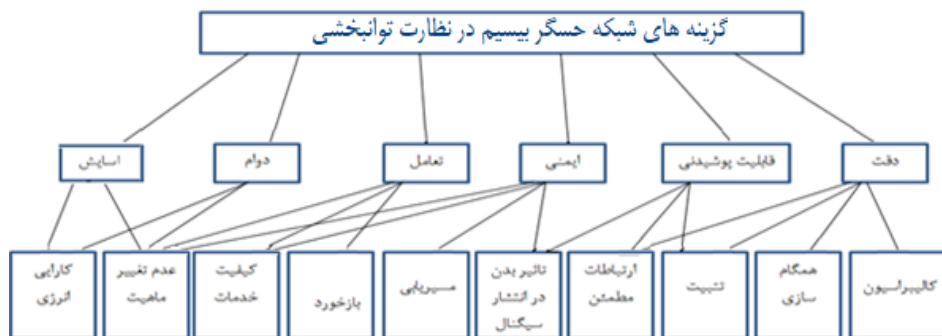 گزینه های شبکه حسگر بیسیم در نظارت توانبخشی
دقت
قابلیت پوشیدنی
ایمنی
تعامل
دوام
اسایش
کالیبراسیون
همگام
سازی
تثبیت
ارتباطات
مطمئن
تاثیر بدن
در انتشار
سیگنال
مسیریابی
بازخورد
کیفیت
خدمات
عدم تغییر
ماهیت
کارایی
انرژی